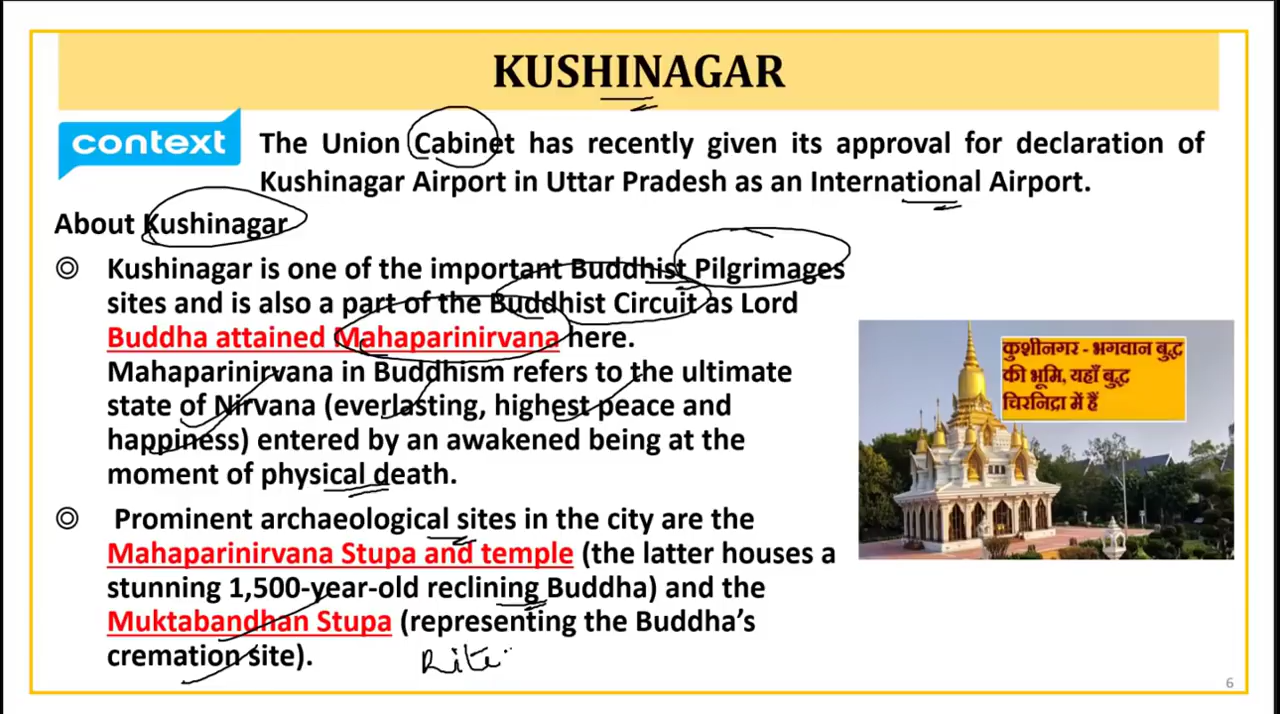 KUSHINAGAR
context
The Union Cabinet has recently given its approval for declaration of
Kushinagar Airport in Uttar Pradesh as an International Airport.
About Kushinagar
Kushinagar is one of the important Buddhist Pilgrimages
sites and is also a part of the Buddhist Circuit as Lord
Buddha attained Mahaparinirvana here.
Mahaparinirvana in Buddhism refers to the ultimate
state of Nirvana (everlasting, highest peace and
happiness) entered by an awakened being at the
moment of physical death.
Prominent archaeological sites in the city are the
Mahaparinirvana Stupa and temple (the latter houses a
stunning 1,500-year-old reclining Buddha) and the
Muktabandhan Stupa (representing the Buddha's
cremation site).
Rite
कुशीनगर - भगवान बुद्ध
की भूमि, यहाँ बुद्ध
चिरनिद्रा में हैं
6